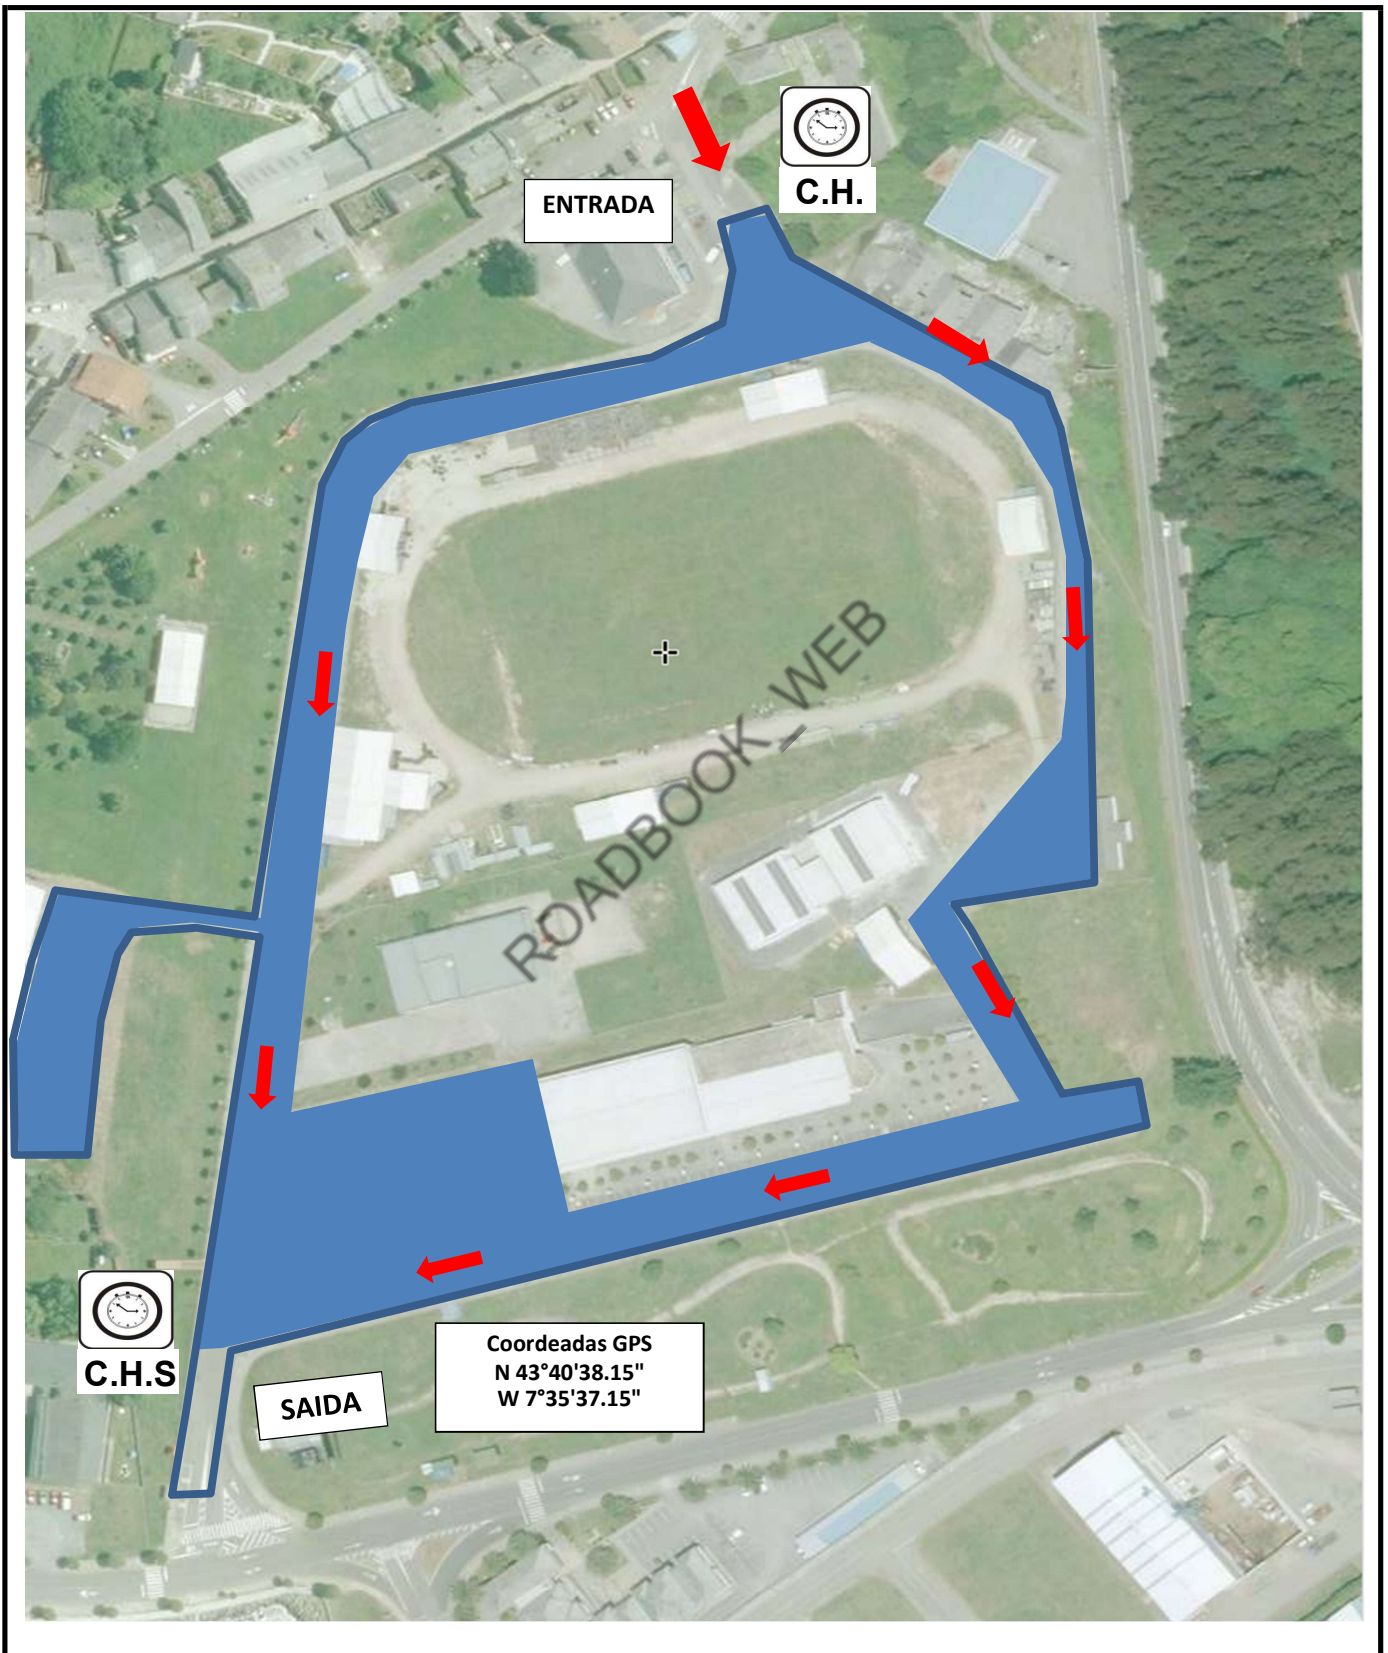 C.H.
ENTRADA
ROADBOOK_WEB
C.H.S
SAIDA
Coordeadas GPS
N 43°40'38.15"
W 7°35'37.15"